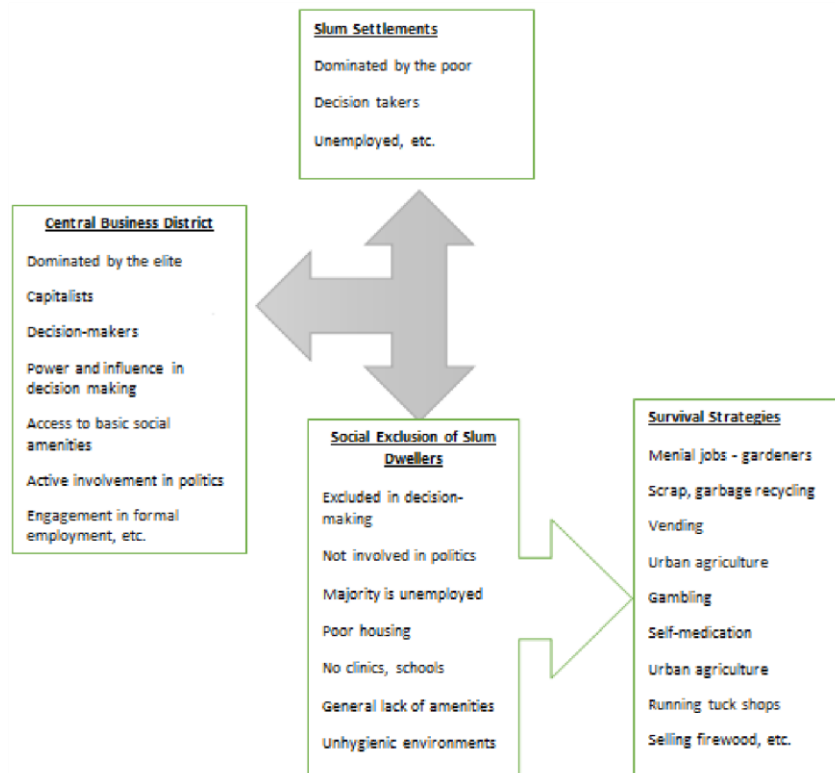 Slum Settlements
Dominated by the poor
Decision takers
Unemployed, etc.
Central Business District
Dominated by the elite
Capitalists
Decision-makers
Power and influence in
decision making
Access to basic social
amenities
Active involvement in politics
Engagement in formal
employment, etc.
Social Exclusion of Slum
Dwellers
Excluded in decision-
making
Not involved in politics
Majority is unemployed
Poor housing
No clinics, schools
General lack of amenities
Unhygienic environments
Survival Strategies
Menial jobs - gardeners
Scrap, garbage recycling
Vending
Urban agriculture
Gambling
Self-medication
Urban agriculture
Running tuck shops
Selling firewood, etc.